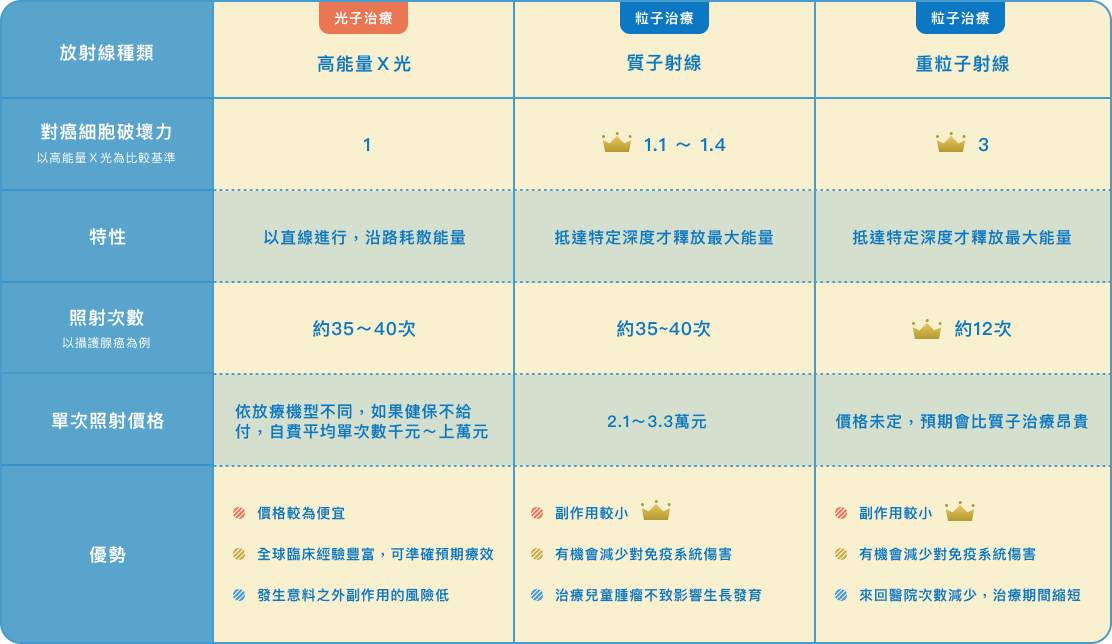 光子治療
粒子治療
粒子治療
放射線種類
高能量X光
質子射線
重粒子射線
對癌細胞破壞力
以高能量X光為比較基準
1
1.1 ～ 1.4
3
特性
以直線進行，沿路耗散能量
抵達特定深度才釋放最大能量
抵達特定深度才釋放最大能量
照射次數
以攝護腺癌為例
約35～40次
約35~40次
約12次
單次照射價格
依放療機型不同，如果健保不給
付，自費平均單次數千元～上萬元
2.1～3.3萬元
價格未定，預期會比質子治療昂貴
優勢
價格較為便宜
全球臨床經驗豐富，可準確預期療效
發生意料之外副作用的風險低
副作用較小
有機會減少對免疫系統傷害
治療兒童腫瘤不致影響生長發育
副作用較小
有機會減少對免疫系統傷害
來回醫院次數減少，治療期間縮短